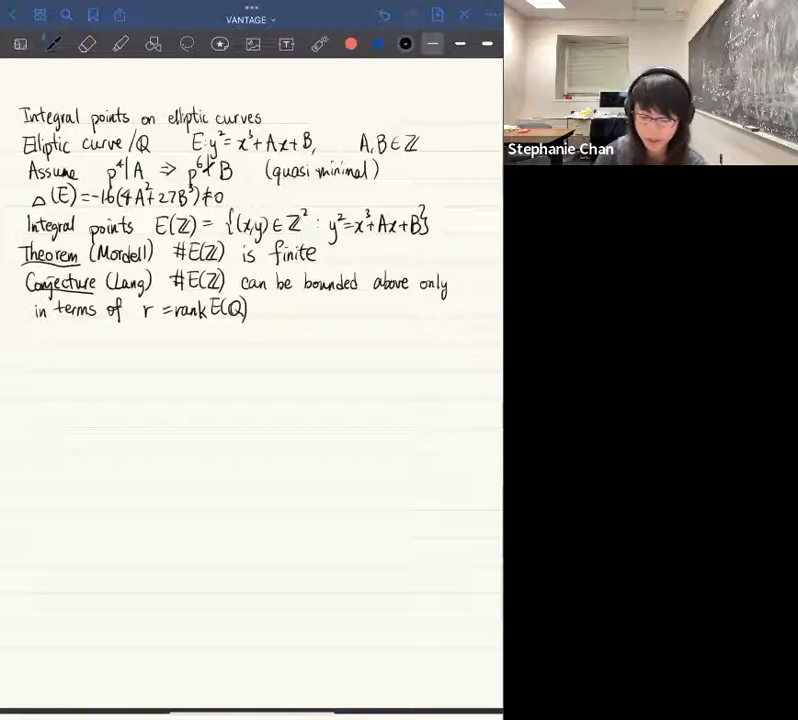 VANTAGE
Integral points on elliptic curves
Elliptic curve/ℚ E: y² = x³ + Ax + B, A, B ∈ ℤ
Assume p⁴ | A ⇒ p⁶ ∤ B (quasi minimal)
Δ(E) = -16(4A² + 27B³) ≠ 0
Integral points E(ℤ) = {(x,y) ∈ ℤ² : y² = x³ + Ax + B}
Theorem (Mordell) #E(ℤ) is finite
Conjecture (Lang) #E(ℤ) can be bounded above only
in terms of r = rank E(ℚ)
Stephanie Chan